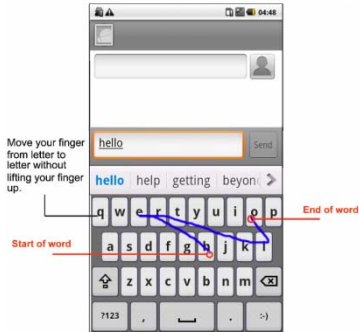 04:48
hello
Send
Move your finger
from letter to
letter without
lifting your finger
up.
hello help getting beyon
q w e r t y u i o p
End of word
Start of word
a s d f g h j k l
z x c v b n m
?123 , . :-)